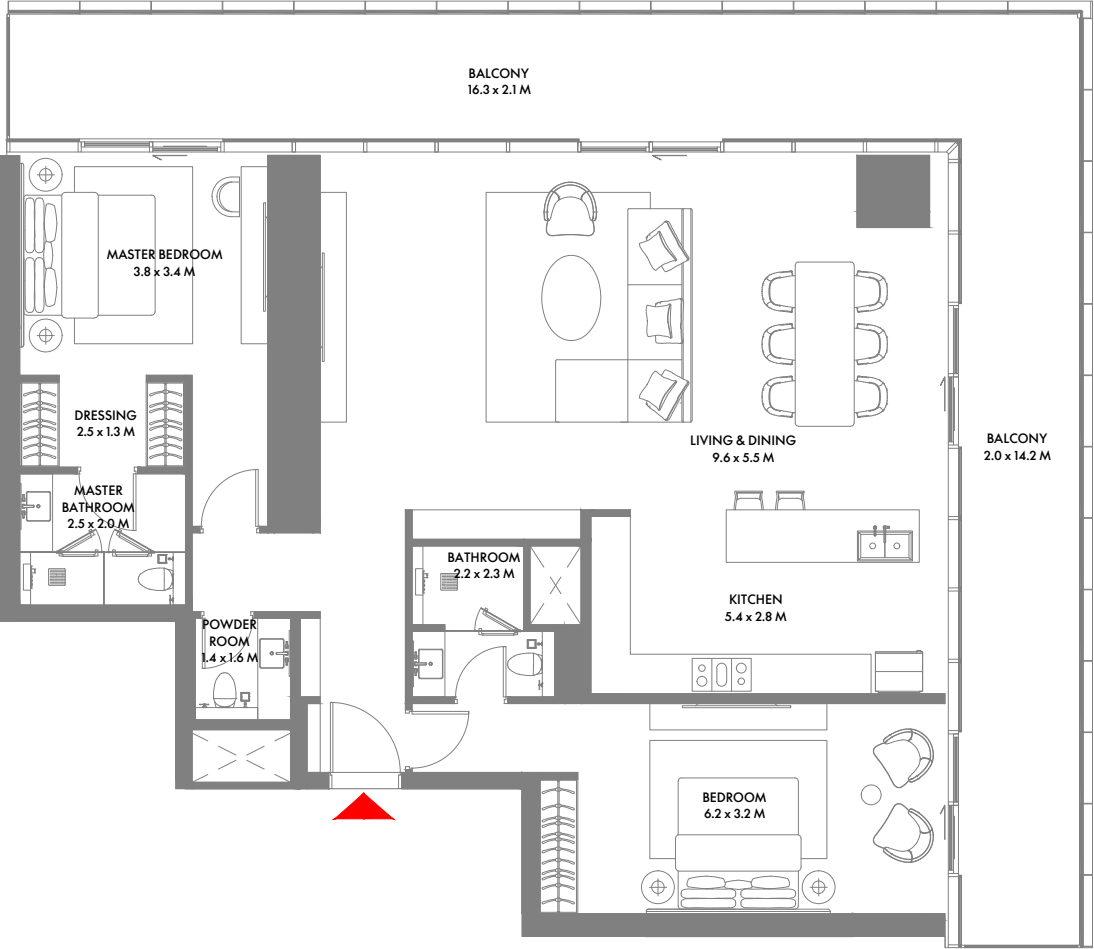 BALCONY
16.3 x 2.1 M
MASTER BEDROOM
3.8 x 3.4 M
DRESSING
2.5 x 1.3 M
LIVING & DINING
9.6 x 5.5 M
BALCONY
2.0 x 14.2 M
MASTER
BATHROOM
2.5 x 2.0 M
BATHROOM
2.2 x 2.3 M
KITCHEN
5.4 x 2.8 M
POWDER
ROOM
1.4 x 1.6 M
BEDROOM
6.2 x 3.2 M